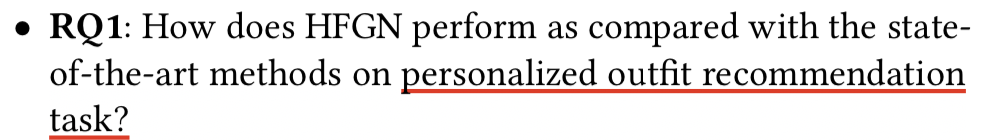 • RQ1: How does HFGN perform as compared with the state-
of-the-art methods on personalized outfit recommendation
task?